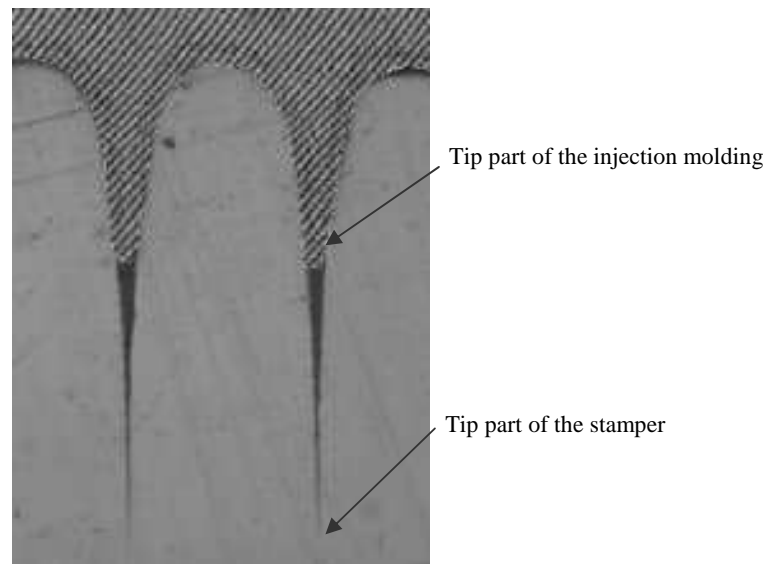 Tip part of the injection molding
Tip part of the stamper